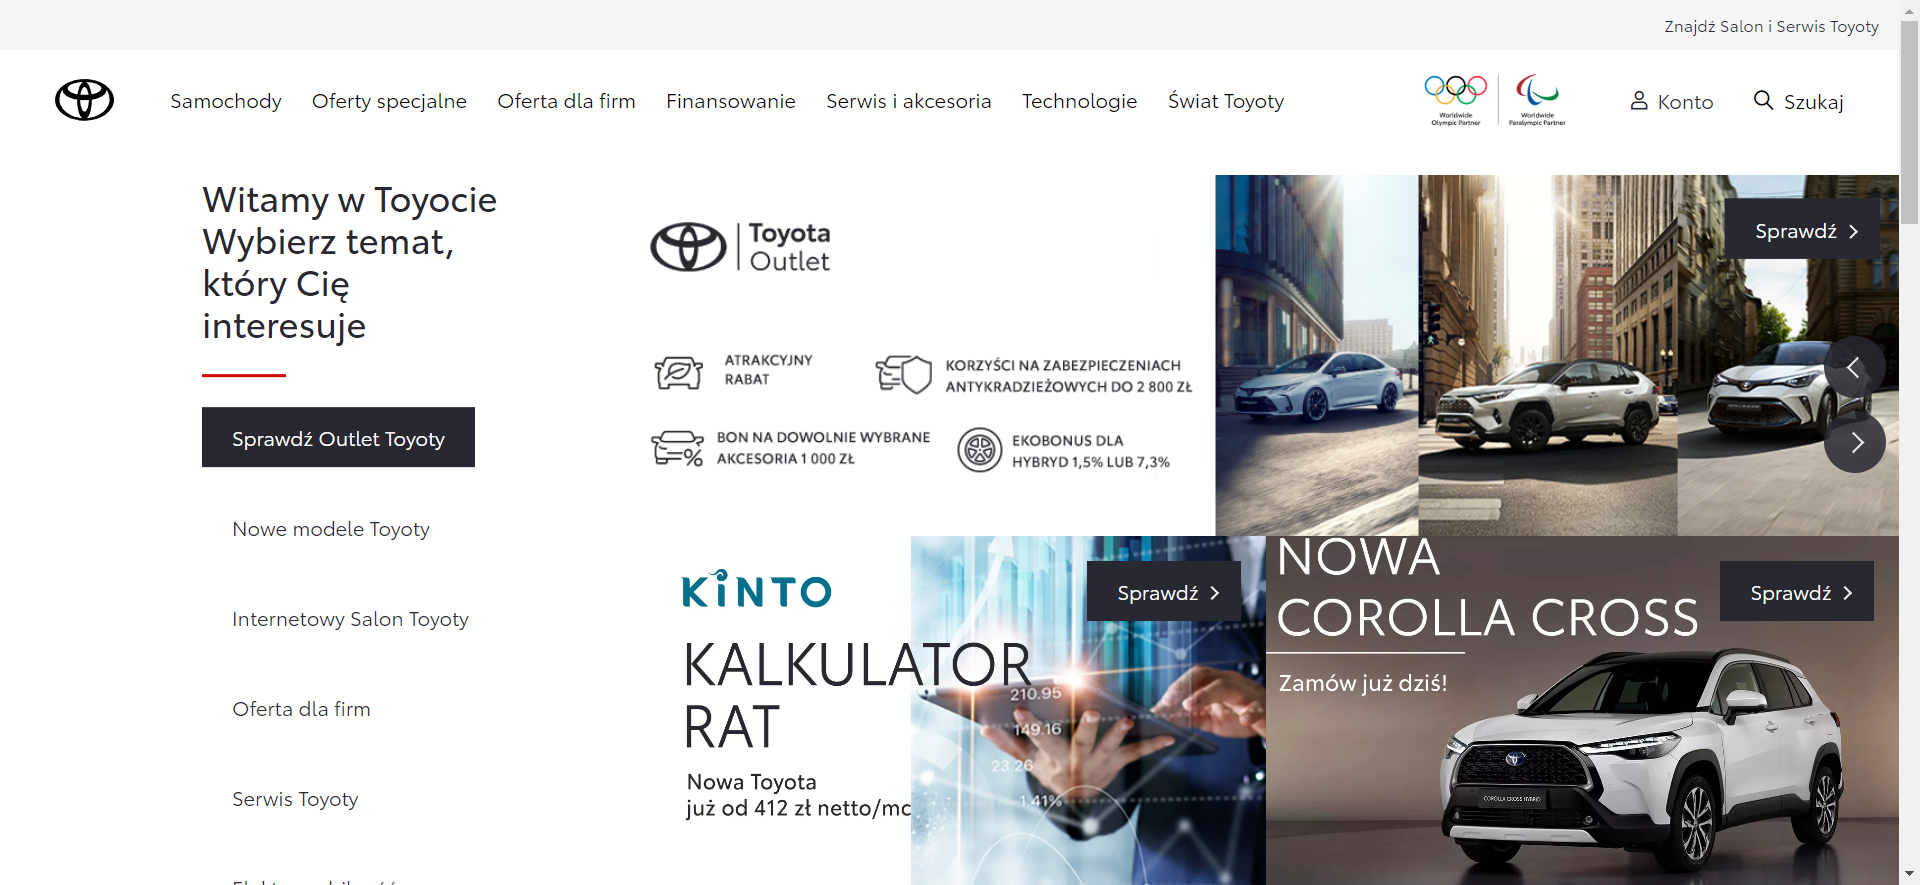 Znajdź Salon i Serwis Toyoty
Samochody
Oferty specjalne
Oferta dla firm
Finansowanie
Serwis i akcesoria
Technologie
Świat Toyoty
Worldwide
Olympic Partner
Worldwide
Paralympic Partner
Konto
Szukaj
Witamy w Toyocie
Wybierz temat,
który Cię
interesuje
Sprawdź Outlet Toyoty
Nowe modele Toyoty
Internetowy Salon Toyoty
Oferta dla firm
Serwis Toyoty
Toyota
Outlet
ATRAKCYJNY
RABAT
KORZYŚCI NA ZABEZPIECZENIACH
ANTYKRADZIEŻOWYCH DO 2 800 ZŁ
BON NA DOWOLNIE WYBRANE
AKCESORIA 1 000 ZŁ
EKOBONUS DLA
HYBRYD 1,5% LUB 7,3%
Sprawdź
KINTO
KALKULATOR
RAT
Nowa Toyota
już od 412 zł netto/mc
Sprawdź
210.95
149.16
23.26
1.41%
NOWA
COROLLA CROSS
Zamów już dziś!
Sprawdź
COROLLA CROSS HYBRID